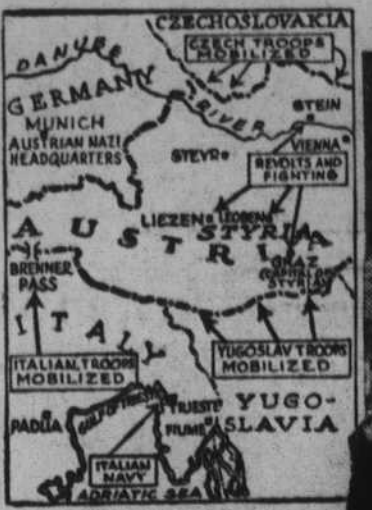 CZECHOSLOVAKIA
CZECH TROOPS
MOBILIZED
DANUBE
RIVER
GERMANY
MUNICH
AUSTRIAN NAZI
HEADQUARTERS
STEIN
VIENNA
STEYR
REVOLTS AND
FIGHTING
LIEZEN
LEOBEN
STYRIA
AUSTRIA
GRAZ
(CAPITAL OF
STYRIA)
BRENNER
PASS
ITALY
ITALIAN TROOPS
MOBILIZED
YUGOSLAV TROOPS
MOBILIZED
PADUA
GULF OF TRIESTE
TRIESTE
FIUME
YUGO-
SLAVIA
ITALIAN
NAVY
ADRIATIC SEA